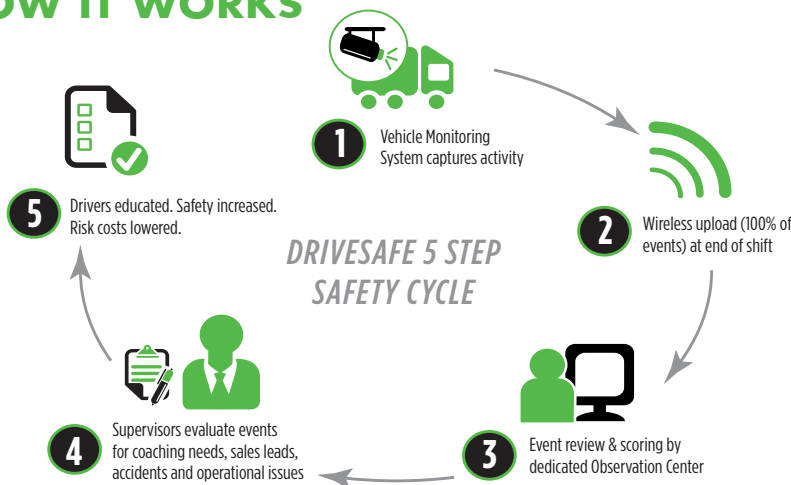 OW IT WORKS
1
Vehicle Monitoring
System captures activity
2
Wireless upload (100% of
events) at end of shift
DRIVESAFE 5 STEP
SAFETY CYCLE
3
Event review & scoring by
dedicated Observation Center
4
Supervisors evaluate events
for coaching needs, sales leads,
accidents and operational issues
5
Drivers educated. Safety increased.
Risk costs lowered.